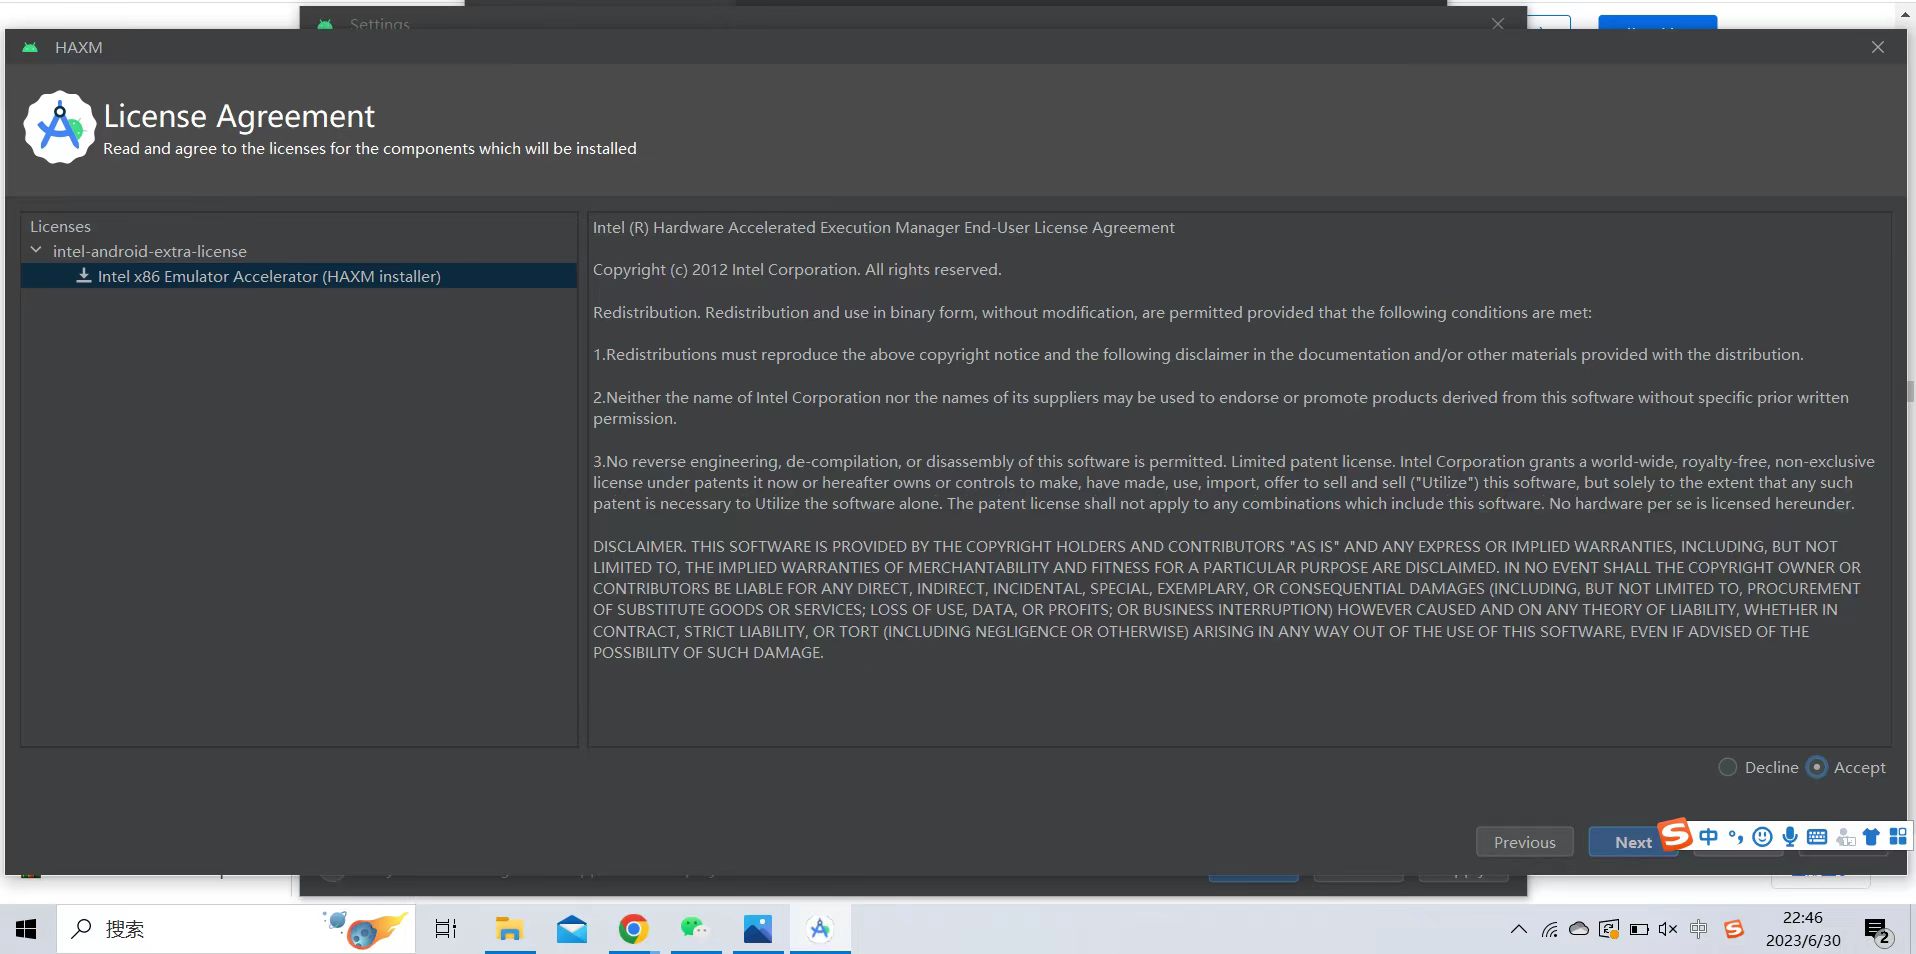 Settings
HAXM
License Agreement
Read and agree to the licenses for the components which will be installed
Licenses
intel-android-extra-license
Intel x86 Emulator Accelerator (HAXM installer)
Intel (R) Hardware Accelerated Execution Manager End-User License Agreement
Copyright (c) 2012 Intel Corporation. All rights reserved.
Redistribution. Redistribution and use in binary form, without modification, are permitted provided that the following conditions are met:
1.Redistributions must reproduce the above copyright notice and the following disclaimer in the documentation and/or other materials provided with the distribution.
2.Neither the name of Intel Corporation nor the names of its suppliers may be used to endorse or promote products derived from this software without specific prior written
permission.
3.No reverse engineering, de-compilation, or disassembly of this software is permitted. Limited patent license. Intel Corporation grants a world-wide, royalty-free, non-exclusive
license under patents it now or hereafter owns or controls to make, have made, use, import, offer to sell and sell ("Utilize") this software, but solely to the extent that any such
patent is necessary to Utilize the software alone. The patent license shall not apply to any combinations which include this software. No hardware per se is licensed hereunder.
DISCLAIMER. THIS SOFTWARE IS PROVIDED BY THE COPYRIGHT HOLDERS AND CONTRIBUTORS "AS IS" AND ANY EXPRESS OR IMPLIED WARRANTIES, INCLUDING, BUT NOT
LIMITED TO, THE IMPLIED WARRANTIES OF MERCHANTABILITY AND FITNESS FOR A PARTICULAR PURPOSE ARE DISCLAIMED. IN NO EVENT SHALL THE COPYRIGHT OWNER OR
CONTRIBUTORS BE LIABLE FOR ANY DIRECT, INDIRECT, INCIDENTAL, SPECIAL, EXEMPLARY, OR CONSEQUENTIAL DAMAGES (INCLUDING, BUT NOT LIMITED TO, PROCUREMENT
OF SUBSTITUTE GOODS OR SERVICES; LOSS OF USE, DATA, OR PROFITS; OR BUSINESS INTERRUPTION) HOWEVER CAUSED AND ON ANY THEORY OF LIABILITY, WHETHER IN
CONTRACT, STRICT LIABILITY, OR TORT (INCLUDING NEGLIGENCE OR OTHERWISE) ARISING IN ANY WAY OUT OF THE USE OF THIS SOFTWARE, EVEN IF ADVISED OF THE
POSSIBILITY OF SUCH DAMAGE.
Decline Accept
Previous Next 中
搜索
中
22:46
2023/6/30
2